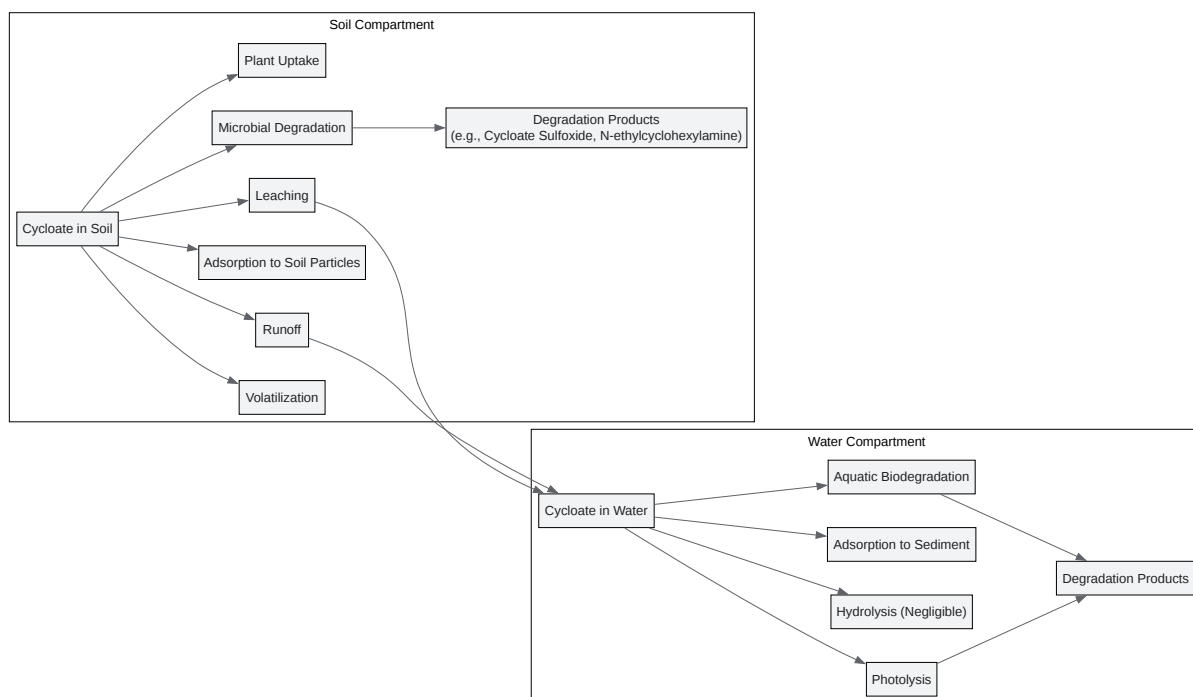 Soil Compartment
Plant Uptake
Microbial Degradation
Degradation Products
(e.g., Cycloate Sulfoxide, N-ethylcyclohexylamine)
Leaching
Cycloate in Soil
Adsorption to Soil Particles
Runoff
Volatilization
Water Compartment
Aquatic Biodegradation
Cycloate in Water
Adsorption to Sediment
Degradation Products
Hydrolysis (Negligible)
Photolysis